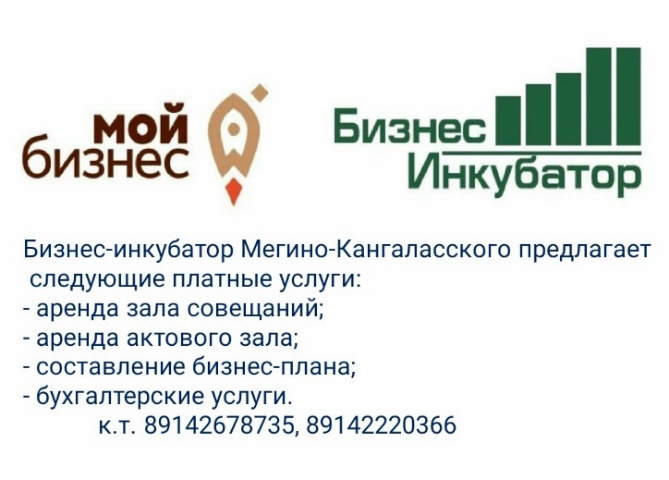 мой
бизнес
Бизнес
Инкубатор
Бизнес-инкубатор Мегино-Кангаласского предлагает
следующие платные услуги:
- аренда зала совещаний;
- аренда актового зала;
- составление бизнес-плана;
- бухгалтерские услуги.
к.т. 89142678735, 89142220366